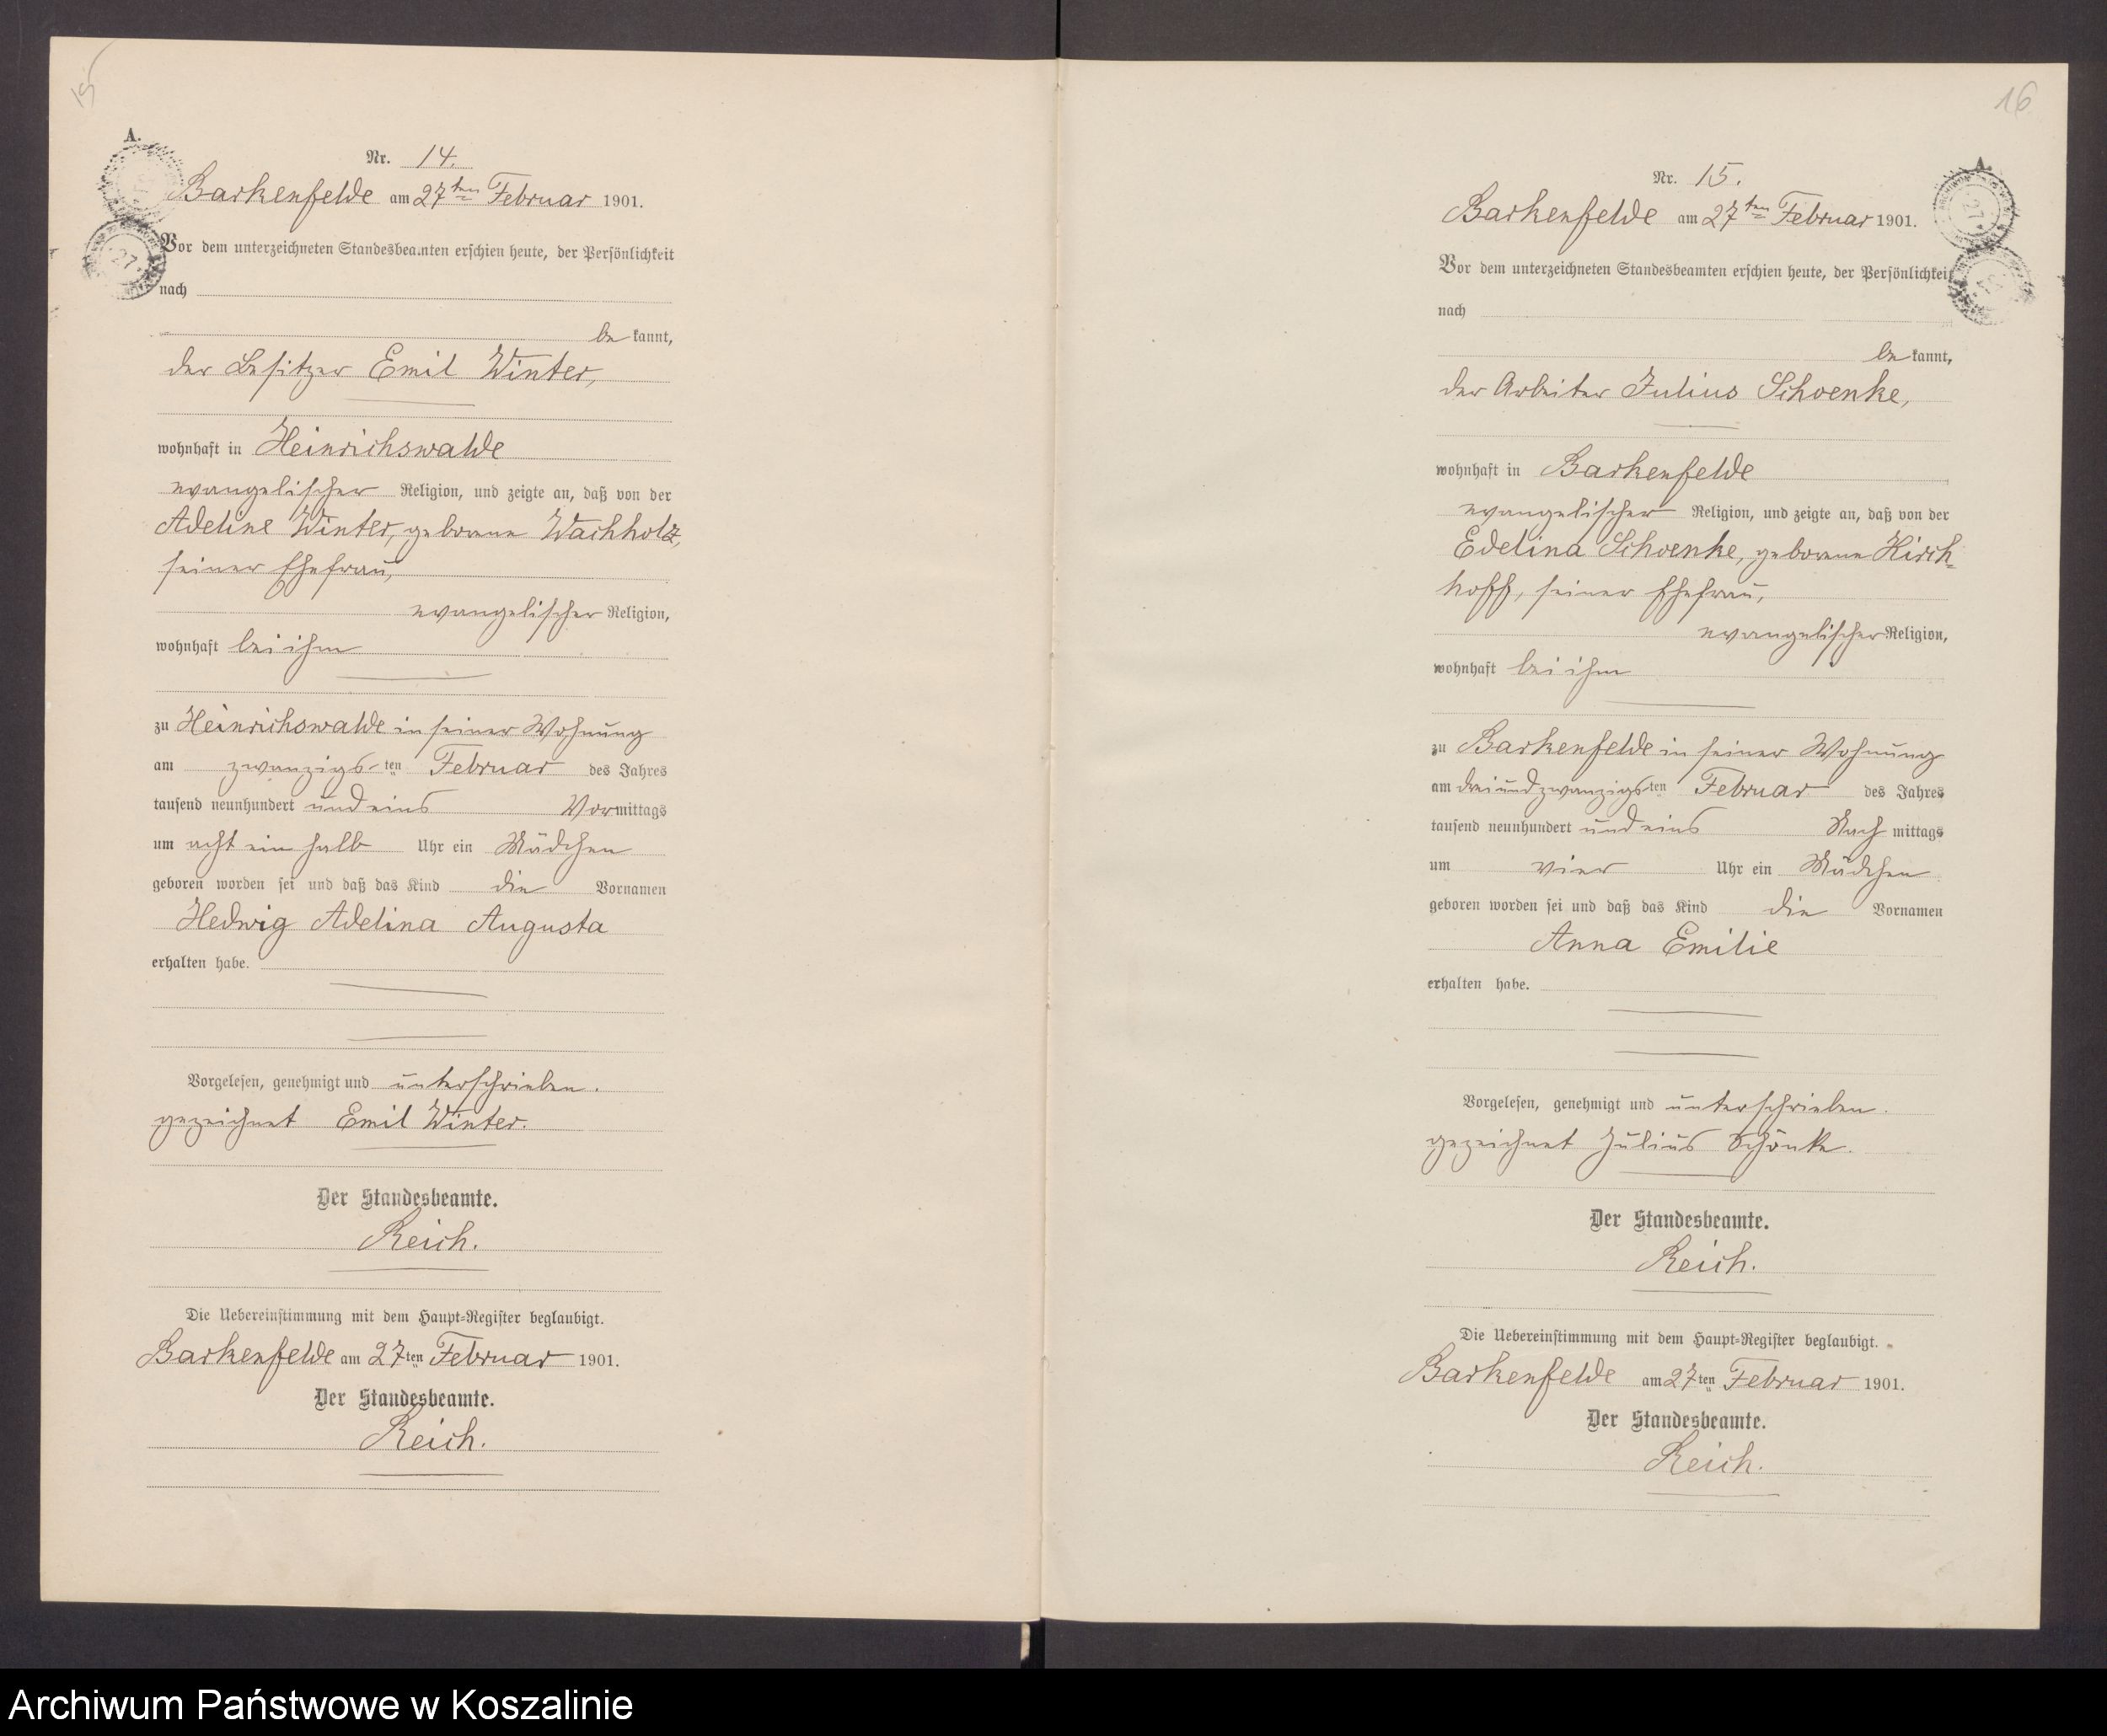 15
A.
Nr. 14.
Barkenfelde am 27ten Februar 1901.
Vor dem unterzeichneten Standesbeamten erschien heute, der Persönlichkeit
nach
be kannt,
der Besitzer Emil Winter,
wohnhaft in Heinrichswalde
evangelischer Religion, und zeigte an, daß von der
Adeline Winter, geborene Wachholz,
seiner Ehefrau,
evangelischer Religion,
wohnhaft bei ihm
zu Heinrichswalde in seiner Wohnung
am zwanzigs-ten Februar des Jahres
tausend neunhundert und eins Vormittags
um acht ein halb Uhr ein Mädchen
geboren worden sei und daß das Kind die Vornamen
Hedwig Adelina Augusta
erhalten habe.
Vorgelesen, genehmigt und unterschrieben.
gezeichnet Emil Winter.
Der Standesbeamte.
Reich.
Die Uebereinstimmung mit dem Haupt-Register beglaubigt.
Barkenfelde am 27ten Februar 1901.
Der Standesbeamte.
Reich.
16
A.
Nr. 15.
Barkenfelde am 27ten Februar 1901.
Vor dem unterzeichneten Standesbeamten erschien heute, der Persönlichkeit
nach
be kannt,
der Arbeiter Julius Schoenke,
wohnhaft in Barkenfelde
evangelischer Religion, und zeigte an, daß von der
Edelina Schoenke, geborene Kirch-
hoff, seiner Ehefrau,
evangelischer Religion,
wohnhaft bei ihm
zu Barkenfelde in seiner Wohnung
am dreiundzwanzigsten Februar des Jahres
tausend neunhundert und eins Nach mittags
um vier Uhr ein Mädchen
geboren worden sei und daß das Kind die Vornamen
Anna Emilie
erhalten habe.
Vorgelesen, genehmigt und unterschrieben.
gezeichnet Julius Schönke.
Der Standesbeamte.
Reich.
Die Uebereinstimmung mit dem Haupt-Register beglaubigt.
Barkenfelde am 27ten Februar 1901.
Der Standesbeamte.
Reich.
Archiwum Państwowe w Koszalinie